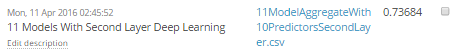 Mon, 11 Apr 2016 02:45:52
11 Models With Second Layer Deep Learning
Edit description
11ModelAggregateWith
10PredictorsSecondLay
er.csv
0.73684